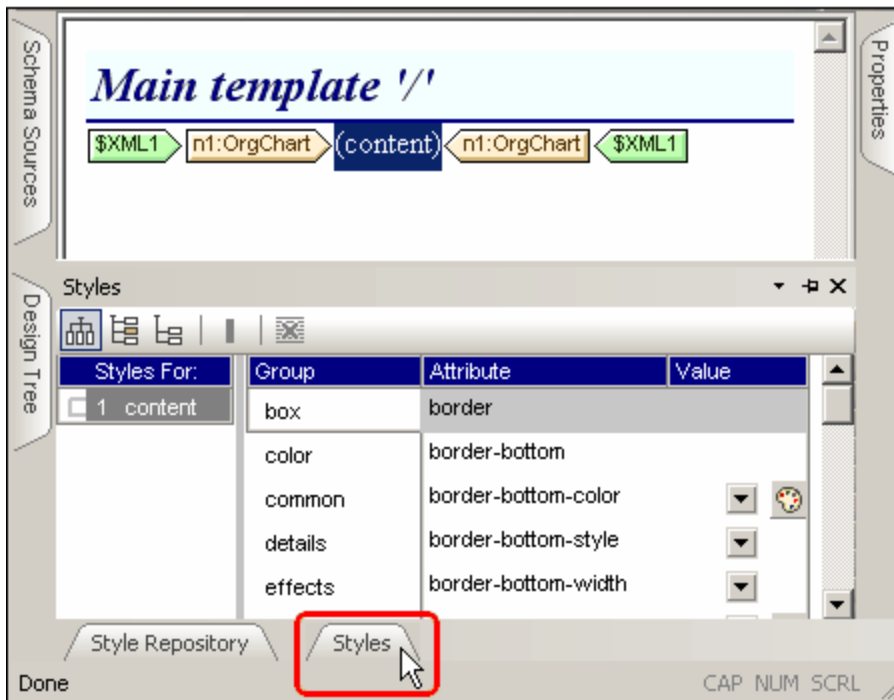 Schema Sources
Properties
Main template '/'
$XML1 n1:OrgChart (content) n1:OrgChart $XML1
Design Tree
Styles
Styles For: Group Attribute Value
1 content box border
color border-bottom
common border-bottom-color
details border-bottom-style
effects border-bottom-width
Style Repository Styles
Done CAP NUM SCRL